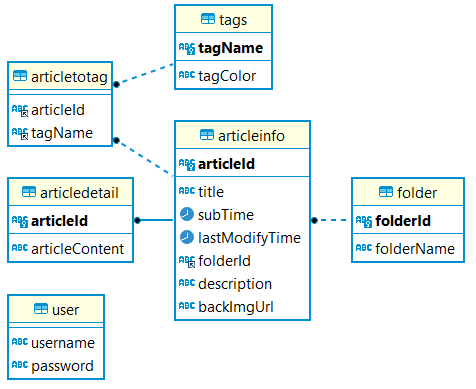 tags
tagName
tagColor
articletotag
articleId
tagName
articleinfo
articleId
title
subTime
lastModifyTime
folderId
description
backImgUrl
articledetail
articleId
articleContent
folder
folderId
folderName
user
username
password